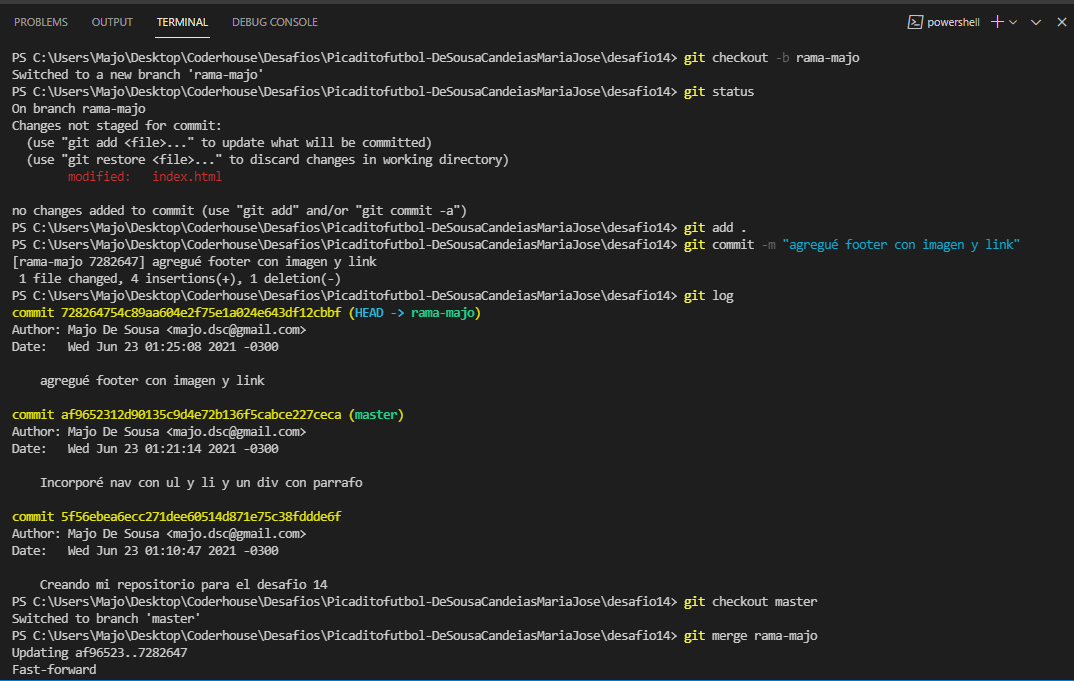 PROBLEMS OUTPUT TERMINAL DEBUG CONSOLE powershell
PS C:\Users\Majo\Desktop\Coderhouse\Desafios\Picaditofutbol-DeSousaCandeiasMariaJose\desafio14> git checkout -b rama-majo
Switched to a new branch 'rama-majo'
PS C:\Users\Majo\Desktop\Coderhouse\Desafios\Picaditofutbol-DeSousaCandeiasMariaJose\desafio14> git status
On branch rama-majo
Changes not staged for commit:
  (use "git add <file>..." to update what will be committed)
  (use "git restore <file>..." to discard changes in working directory)
        modified:   index.html

no changes added to commit (use "git add" and/or "git commit -a")
PS C:\Users\Majo\Desktop\Coderhouse\Desafios\Picaditofutbol-DeSousaCandeiasMariaJose\desafio14> git add .
PS C:\Users\Majo\Desktop\Coderhouse\Desafios\Picaditofutbol-DeSousaCandeiasMariaJose\desafio14> git commit -m "agregué footer con imagen y link"
[rama-majo 7282647] agregué footer con imagen y link
 1 file changed, 4 insertions(+), 1 deletion(-)
PS C:\Users\Majo\Desktop\Coderhouse\Desafios\Picaditofutbol-DeSousaCandeiasMariaJose\desafio14> git log
commit 728264754c89aa604e2f75e1a024e643df12cbbf (HEAD -> rama-majo)
Author: Majo De Sousa <majo.dsc@gmail.com>
Date:   Wed Jun 23 01:25:08 2021 -0300

    agregué footer con imagen y link

commit af9652312d90135c9d4e72b136f5cabce227ceca (master)
Author: Majo De Sousa <majo.dsc@gmail.com>
Date:   Wed Jun 23 01:21:14 2021 -0300

    Incorporé nav con ul y li y un div con parrafo

commit 5f56ebea6ecc271dee60514d871e75c38fddde6f
Author: Majo De Sousa <majo.dsc@gmail.com>
Date:   Wed Jun 23 01:10:47 2021 -0300

    Creando mi repositorio para el desafio 14
PS C:\Users\Majo\Desktop\Coderhouse\Desafios\Picaditofutbol-DeSousaCandeiasMariaJose\desafio14> git checkout master
Switched to branch 'master'
PS C:\Users\Majo\Desktop\Coderhouse\Desafios\Picaditofutbol-DeSousaCandeiasMariaJose\desafio14> git merge rama-majo
Updating af96523..7282647
Fast-forward